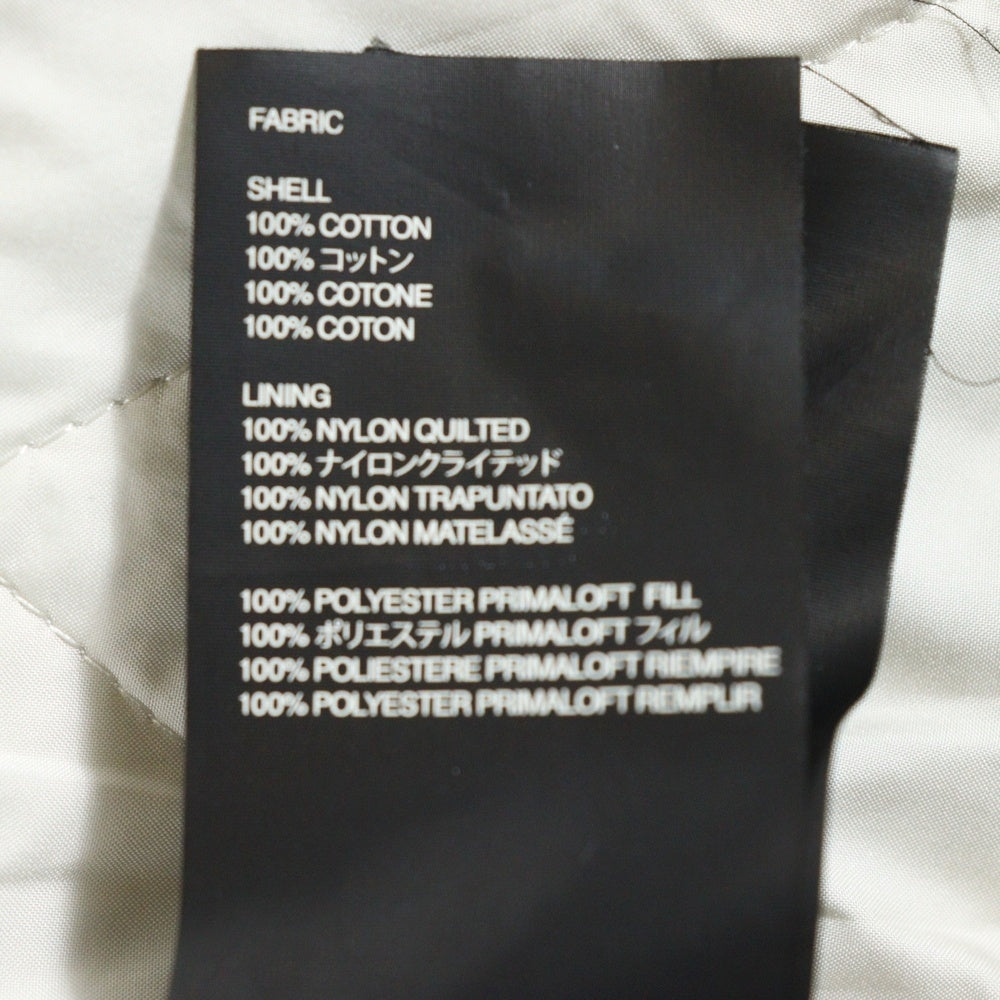 FABRIC
SHELL
100% COTTON
100% コットン
100% COTONE
100% COTON
LINING
100% NYLON QUILTED
100% ナイロンクライテッド
100% NYLON TRAPUNTATO
100% NYLON MATELASSÉ
100% POLYESTER PRIMALOFT FILL
100% ポリエステル PRIMALOFT フィル
100% POLIESTERE PRIMALOFT RIEMPIRE
100% POLYESTER PRIMALOFT REMPLIR